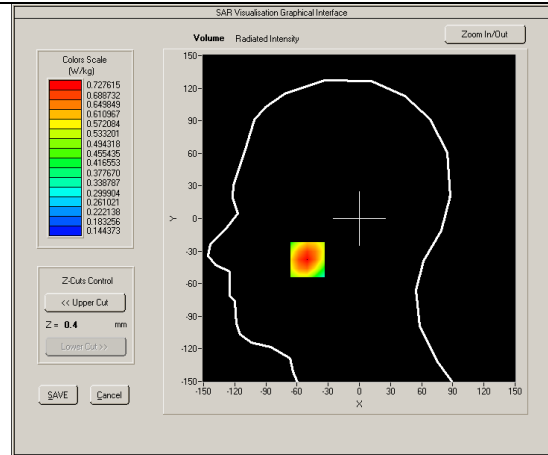 SAR Visualisation Graphical Interface
Volume Radiated Intensity
Zoom In/Out
Colors Scale
(W/kg)
0.727615
0.688732
0.649849
0.610967
0.572084
0.533201
0.494318
0.455435
0.416553
0.377670
0.338787
0.299904
0.261021
0.222138
0.183256
0.144373
Z-Cuts Control
<< Upper Cut
Z = 0.4 mm
Lower Cut >>
SAVE Cancel
150-
120-
90-
60-
30-
0-
-30-
-60-
-90-
-120-
-150-
Y
-150 -120 -90 -60 -30 0 30 60 90 120 150
X